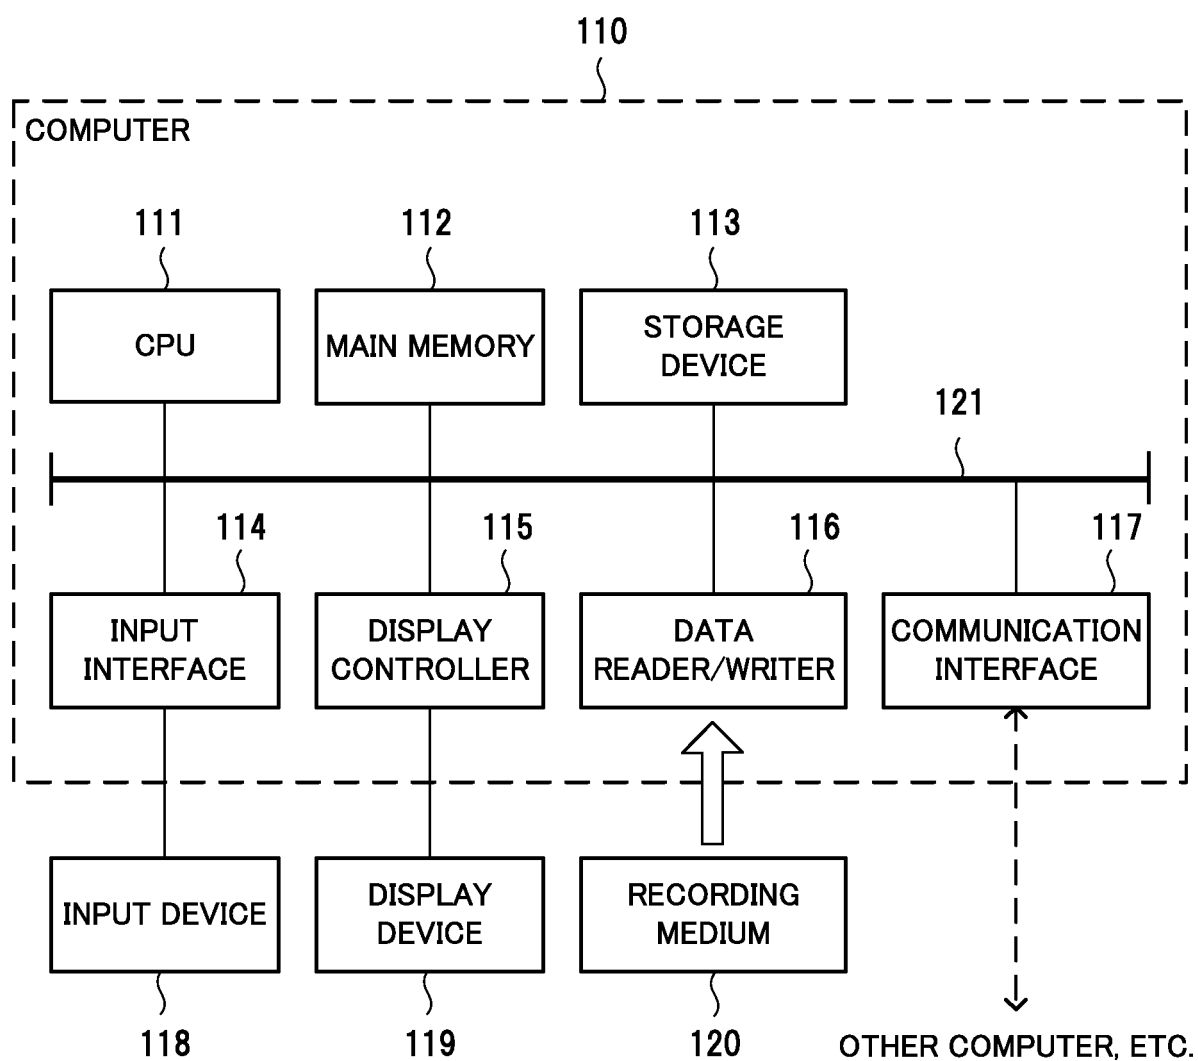 110
COMPUTER
111
112
113
CPU
MAIN MEMORY
STORAGE
DEVICE
121
114
115
116
117
INPUT
INTERFACE
DISPLAY
CONTROLLER
DATA
READER/WRITER
COMMUNICATION
INTERFACE
INPUT DEVICE
DISPLAY
DEVICE
RECORDING
MEDIUM
118
119
120
OTHER COMPUTER, ETC.